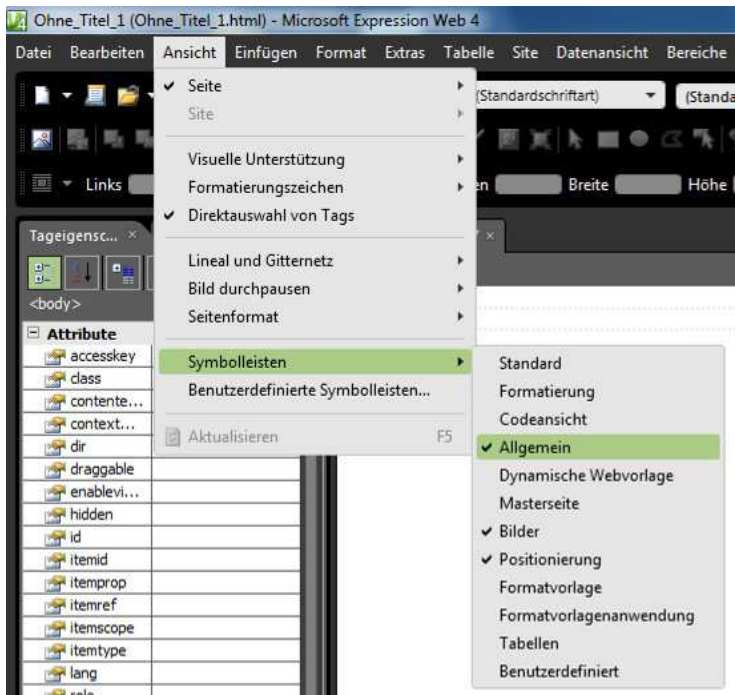 Ohne_Titel_1 (Ohne_Titel_1.html) - Microsoft Expression Web 4
Datei Bearbeiten Ansicht Einfügen Format Extras Tabelle Site Datenansicht Bereiche
Seite
Site
Visuelle Unterstützung
Formatierungszeichen
Direktauswahl von Tags
Lineal und Gitternetz
Bild durchpausen
Seitenformat
Symbolleisten
Benutzerdefinierte Symbolleisten...
Aktualisieren F5
Standard
Formatierung
Codeansicht
Allgemein
Dynamische Webvorlage
Masterseite
Bilder
Positionierung
Formatvorlage
Formatvorlagenanwendung
Tabellen
Benutzerdefiniert
(Standardschriftart) (Standa
Links en Breite Höhe
Tageigensc...
<body>
Attribute
accesskey
class
contente...
context...
dir
draggable
enablevi...
hidden
id
itemid
itemprop
itemref
itemscope
itemtype
lang